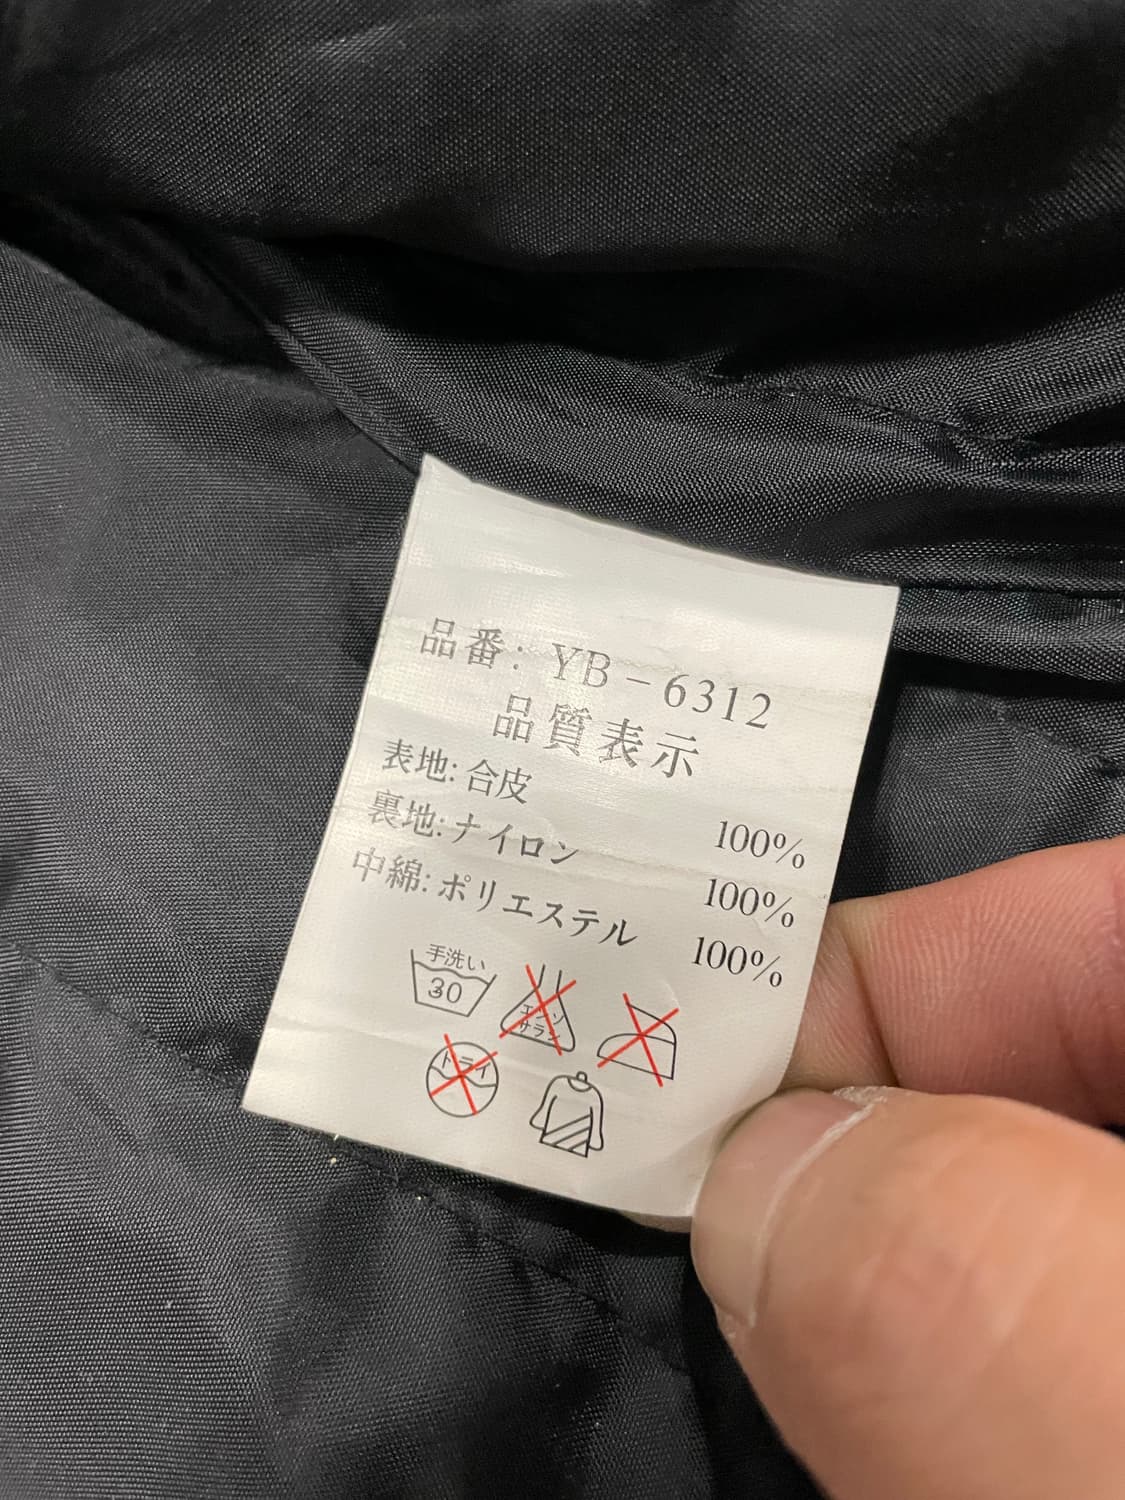 品番: YB-6312
品質表示
表地: 合皮 100%
裏地: ナイロン 100%
中綿: ポリエステル 100%
手洗い
30
エンソ
サラシ
ドライ